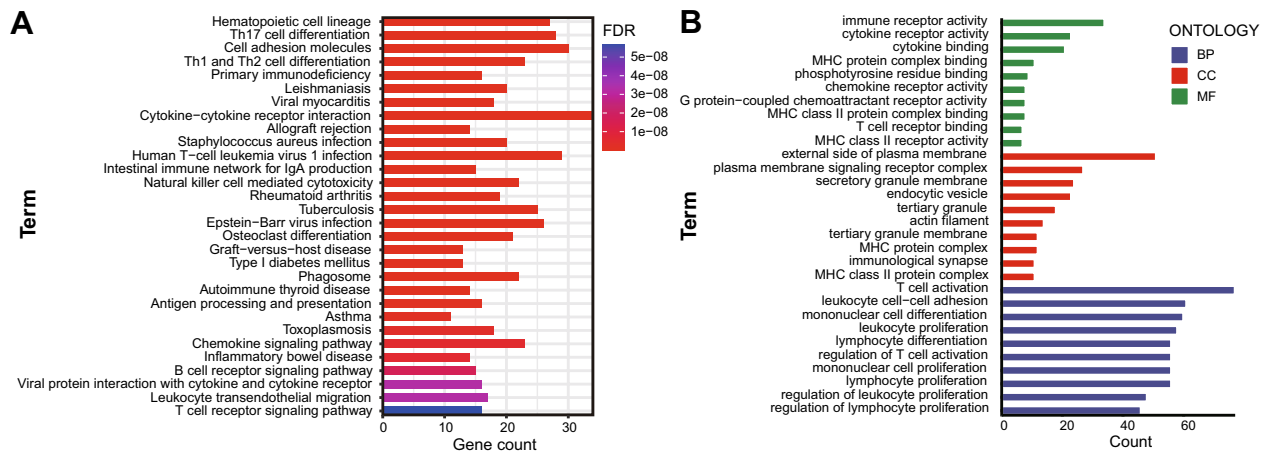 A
Hematopoietic cell lineage
Th17 cell differentiation
Cell adhesion molecules
Th1 and Th2 cell differentiation
Primary immunodeficiency
Leishmaniasis
Viral myocarditis
Cytokine−cytokine receptor interaction
Allograft rejection
Staphylococcus aureus infection
Human T−cell leukemia virus 1 infection
Intestinal immune network for IgA production
Natural killer cell mediated cytotoxicity
Rheumatoid arthritis
Tuberculosis
Epstein−Barr virus infection
Osteoclast differentiation
Graft−versus−host disease
Type I diabetes mellitus
Phagosome
Autoimmune thyroid disease
Antigen processing and presentation
Asthma
Toxoplasmosis
Chemokine signaling pathway
Inflammatory bowel disease
B cell receptor signaling pathway
Viral protein interaction with cytokine and cytokine receptor
Leukocyte transendothelial migration
T cell receptor signaling pathway
Term
0 10 20 30
Gene count
FDR
5e−08
4e−08
3e−08
2e−08
1e−08
B
immune receptor activity
cytokine receptor activity
cytokine binding
MHC protein complex binding
phosphotyrosine residue binding
chemokine receptor activity
G protein−coupled chemoattractant receptor activity
MHC class II protein complex binding
T cell receptor binding
MHC class II receptor activity
external side of plasma membrane
plasma membrane signaling receptor complex
secretory granule membrane
endocytic vesicle
tertiary granule
actin filament
tertiary granule membrane
MHC protein complex
immunological synapse
MHC class II protein complex
T cell activation
leukocyte cell−cell adhesion
mononuclear cell differentiation
leukocyte proliferation
lymphocyte differentiation
regulation of T cell activation
mononuclear cell proliferation
lymphocyte proliferation
regulation of leukocyte proliferation
regulation of lymphocyte proliferation
Term
0 20 40 60
Count
ONTOLOGY
BP
CC
MF